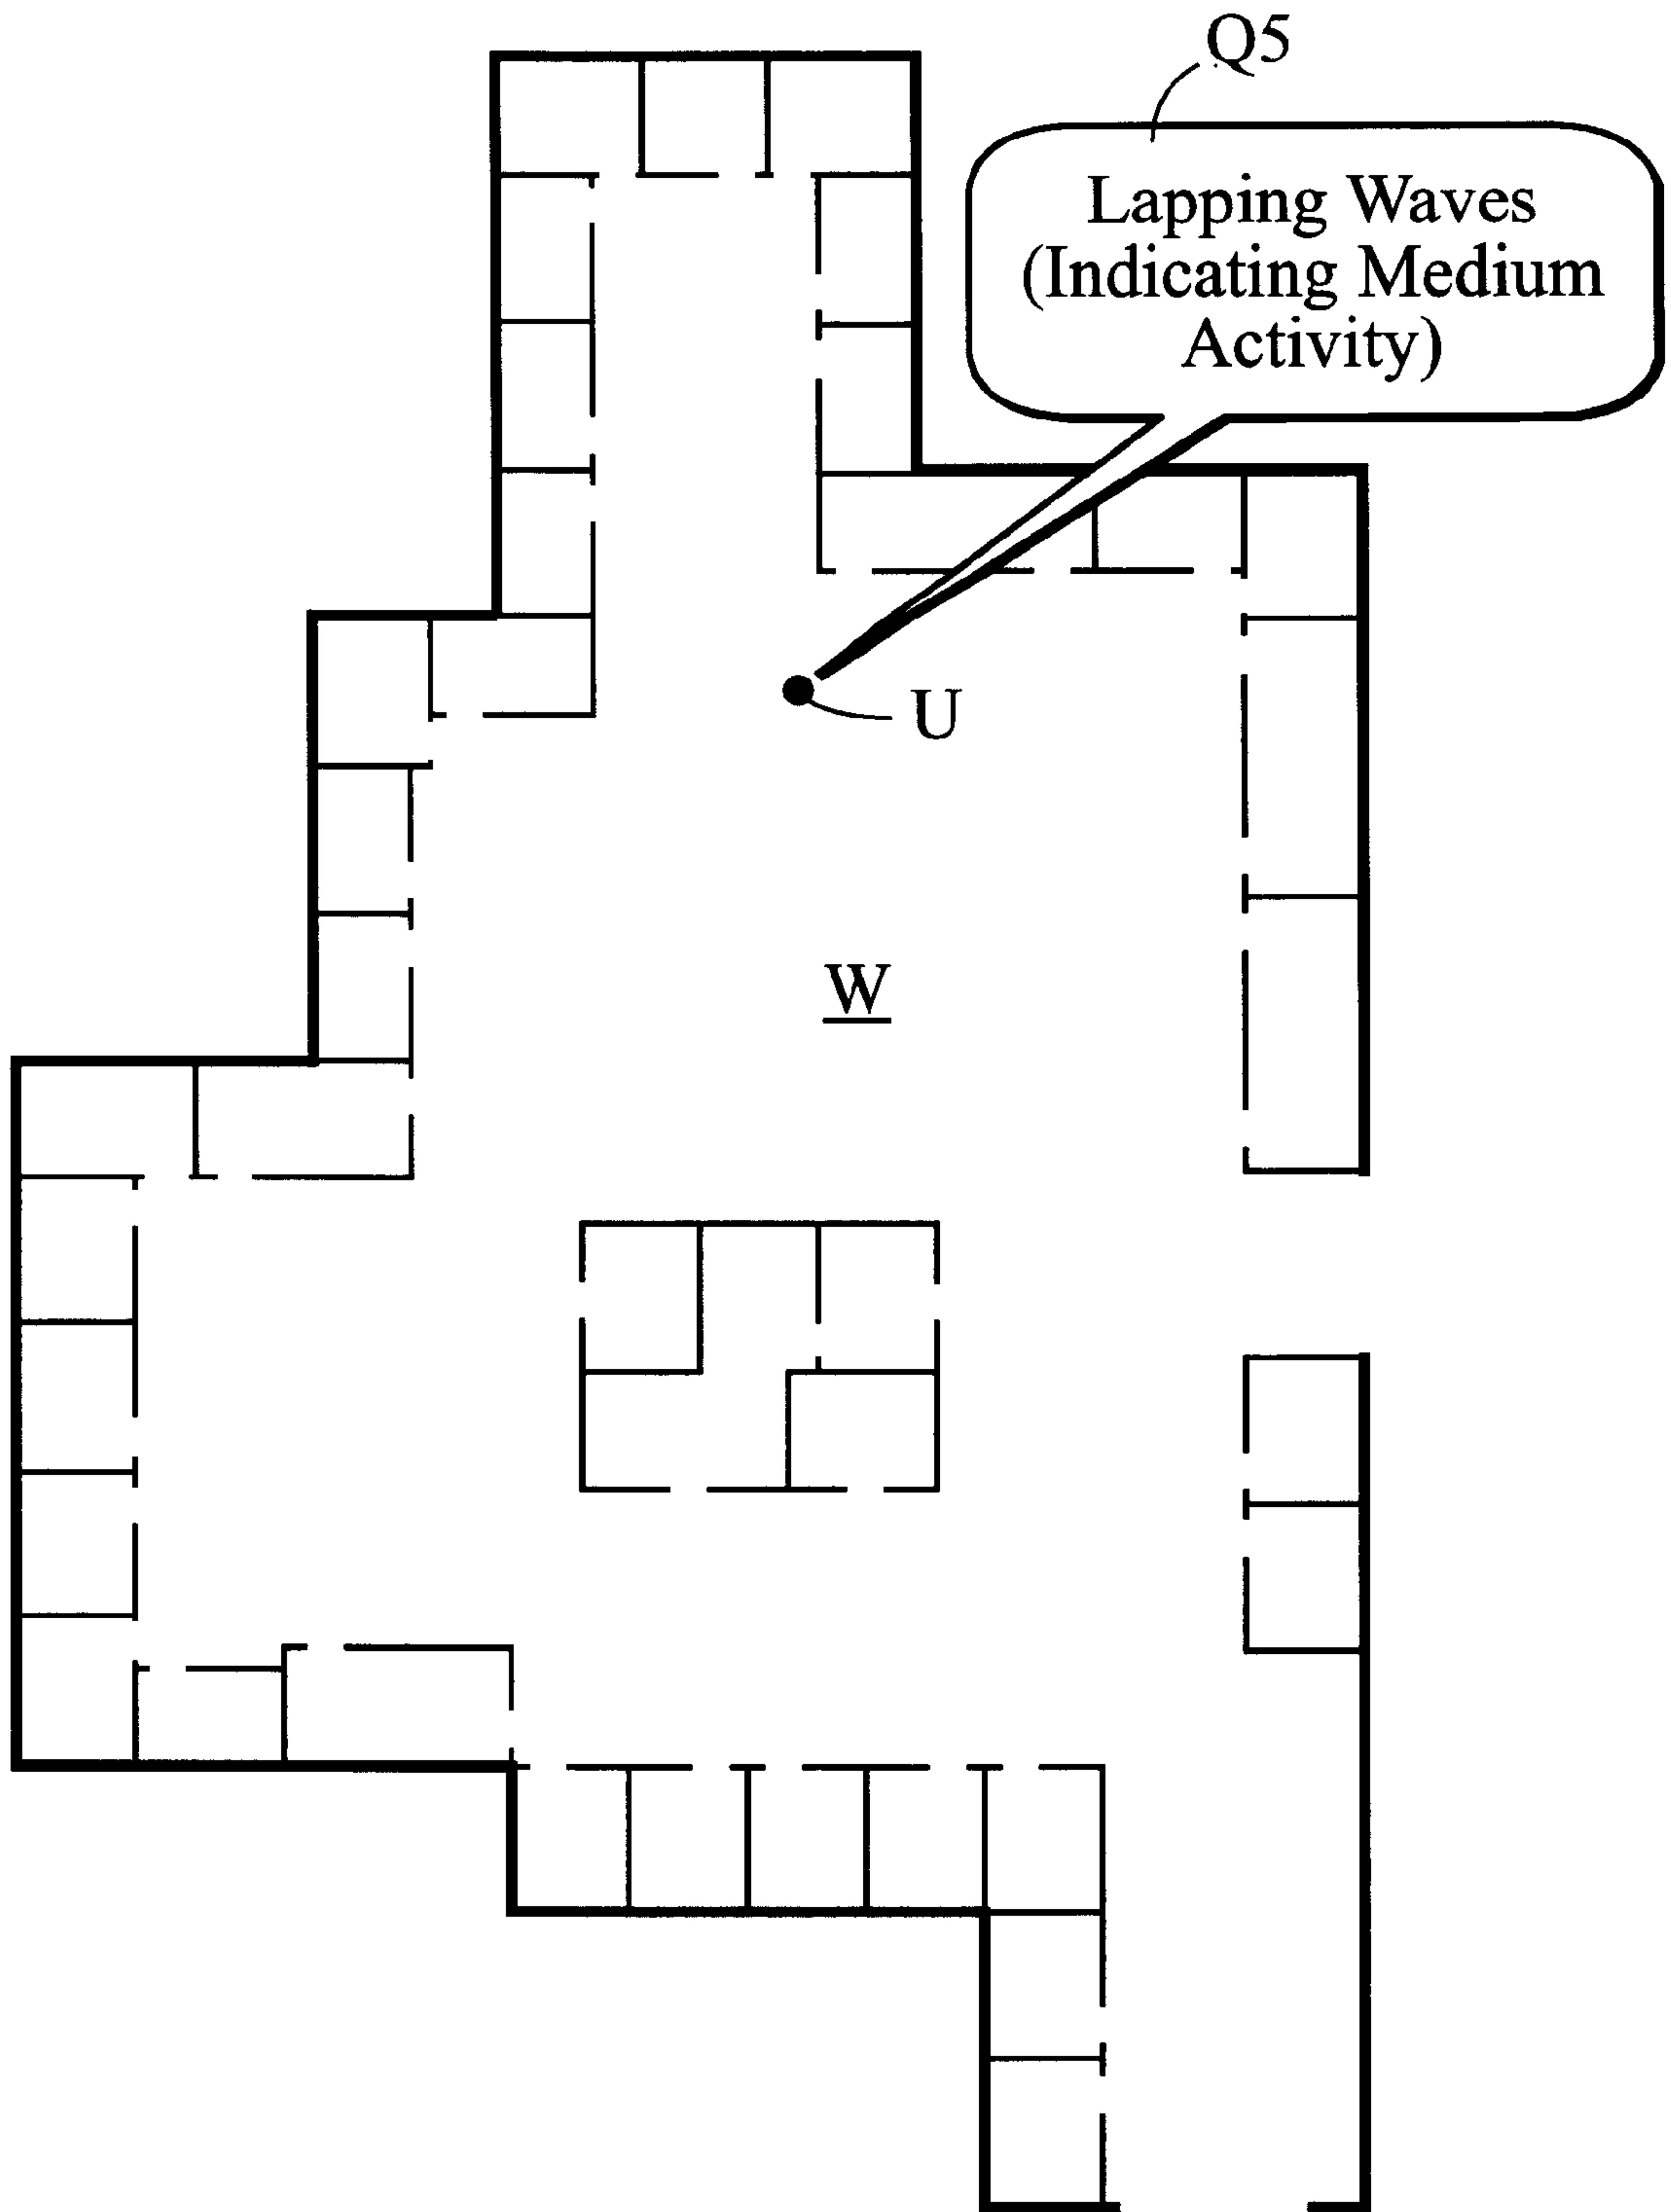 Q5
Lapping Waves
(Indicating Medium
Activity)
U
W